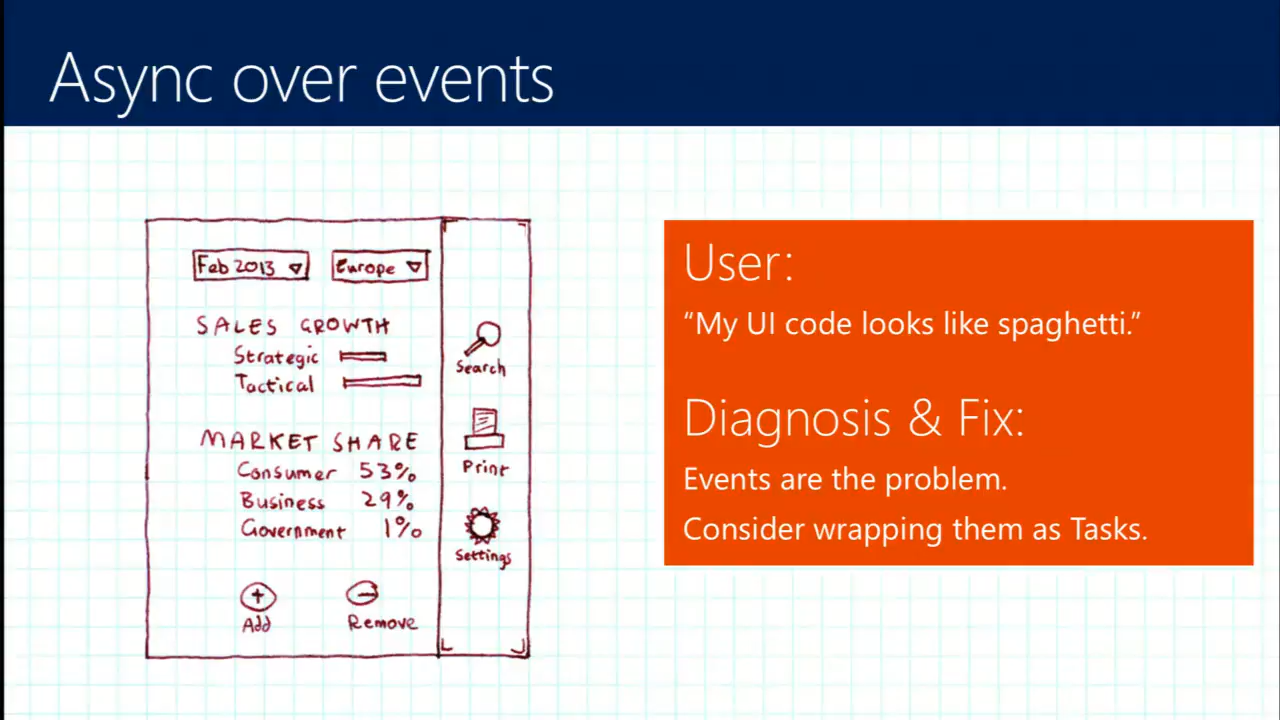 Async over events
Feb 2013
Europe
SALES GROWTH
Strategic
Tactical
MARKET SHARE
Consumer 53%
Business 29%
Government 1%
Add
Remove
Search
Print
Settings
User:
“My UI code looks like spaghetti.”
Diagnosis & Fix:
Events are the problem.
Consider wrapping them as Tasks.